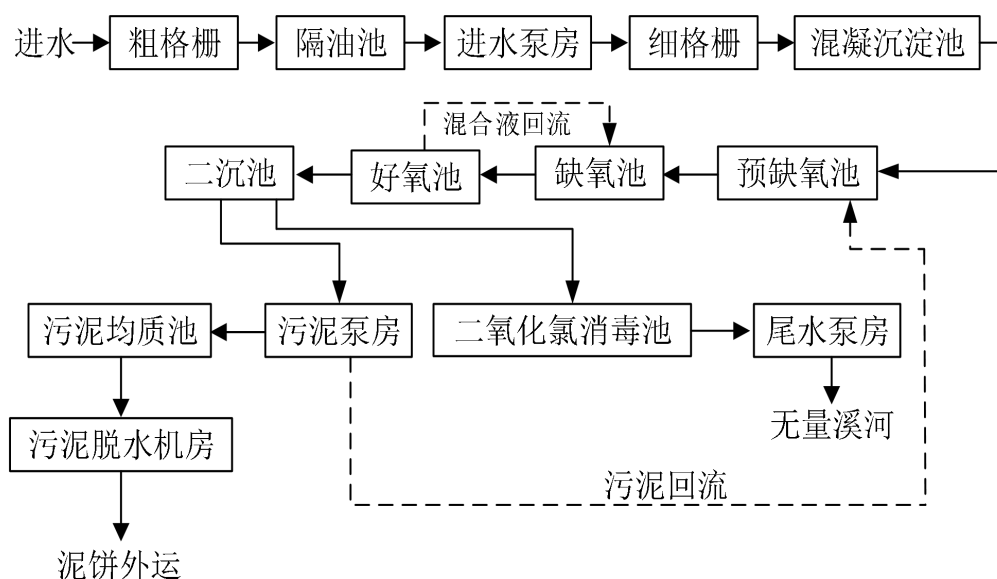 进水 粗格栅 隔油池 进水泵房 细格栅 混凝沉淀池
混合液回流
二沉池 好氧池 缺氧池 预缺氧池
污泥均质池 污泥泵房 二氧化氯消毒池 尾水泵房
无量溪河
污泥脱水机房
污泥回流
泥饼外运